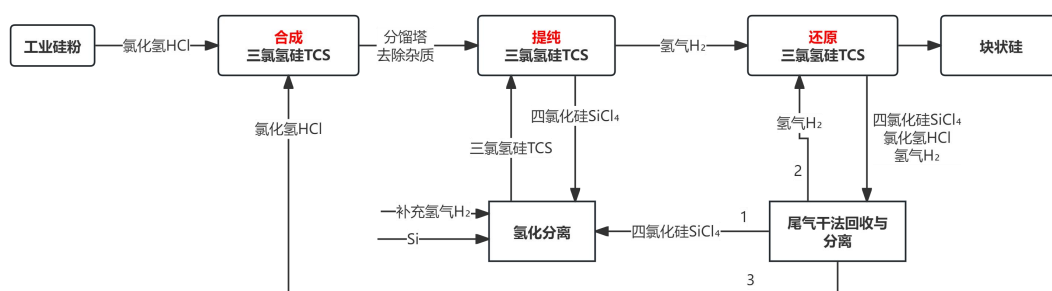 工业硅粉
氯化氢HCl
合成
三氯氢硅TCS
分馏塔
去除杂质
提纯
三氯氢硅TCS
氢气H₂
还原
三氯氢硅TCS
块状硅
氯化氢HCl
三氯氢硅TCS
四氯化硅SiCl₄
氢气H₂
2
四氯化硅SiCl₄
氯化氢HCl
氢气H₂
补充氢气H₂
Si
氢化分离
四氯化硅SiCl₄
1
尾气干法回收与
分离
3